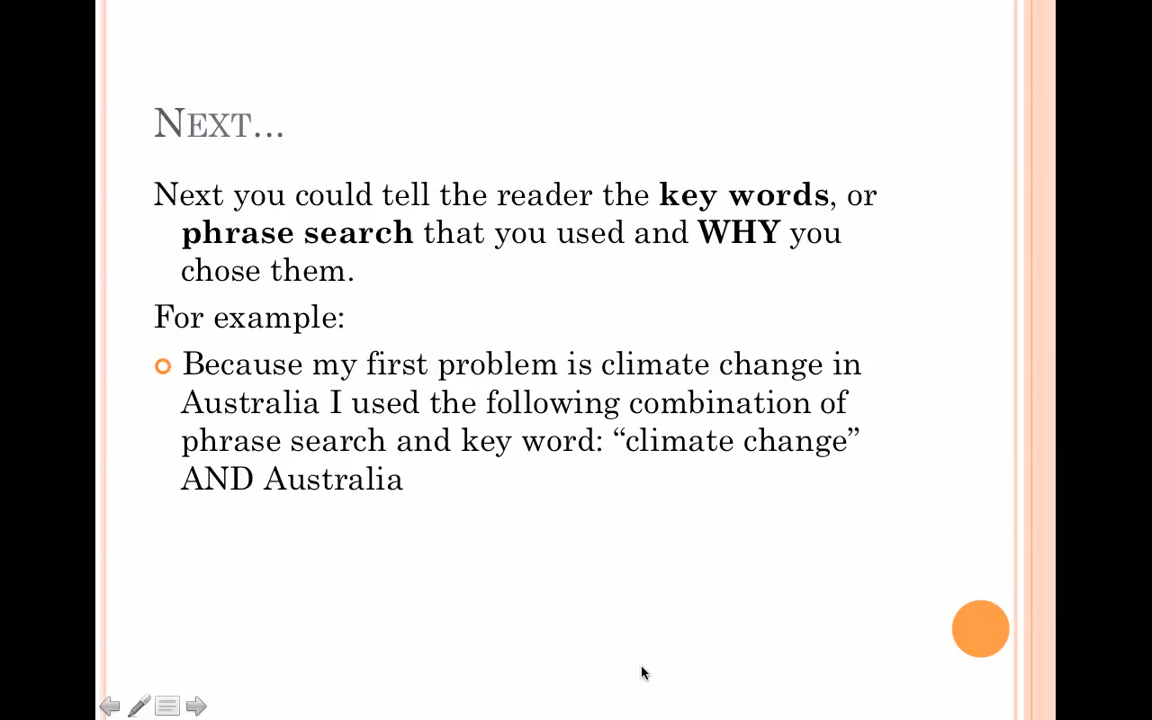 NEXT...
Next you could tell the reader the key words, or
phrase search that you used and WHY you
chose them.
For example:
Because my first problem is climate change in
Australia I used the following combination of
phrase search and key word: “climate change”
AND Australia